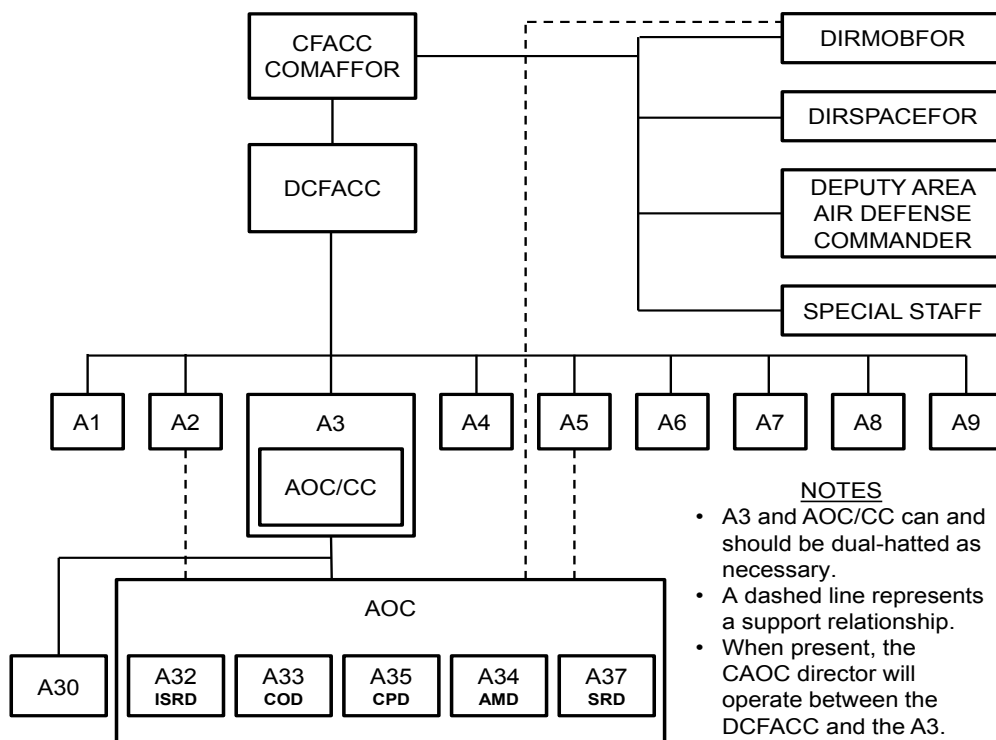 CFACC
COMAFFOR
DIRMOBFOR
DCFACC
DIRSPACEFOR
DEPUTY AREA
AIR DEFENSE
COMMANDER
SPECIAL STAFF
A1
A2
A3
AOC/CC
A4
A5
A6
A7
A8
A9
NOTES
• A3 and AOC/CC can and
should be dual-hatted as
necessary.
• A dashed line represents
a support relationship.
• When present, the
CAOC director will
operate between the
DCFACC and the A3.
AOC
A30
A32
ISRD
A33
COD
A35
CPD
A34
AMD
A37
SRD